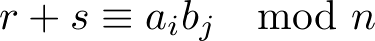 r + s ≡ a_i b_j mod n